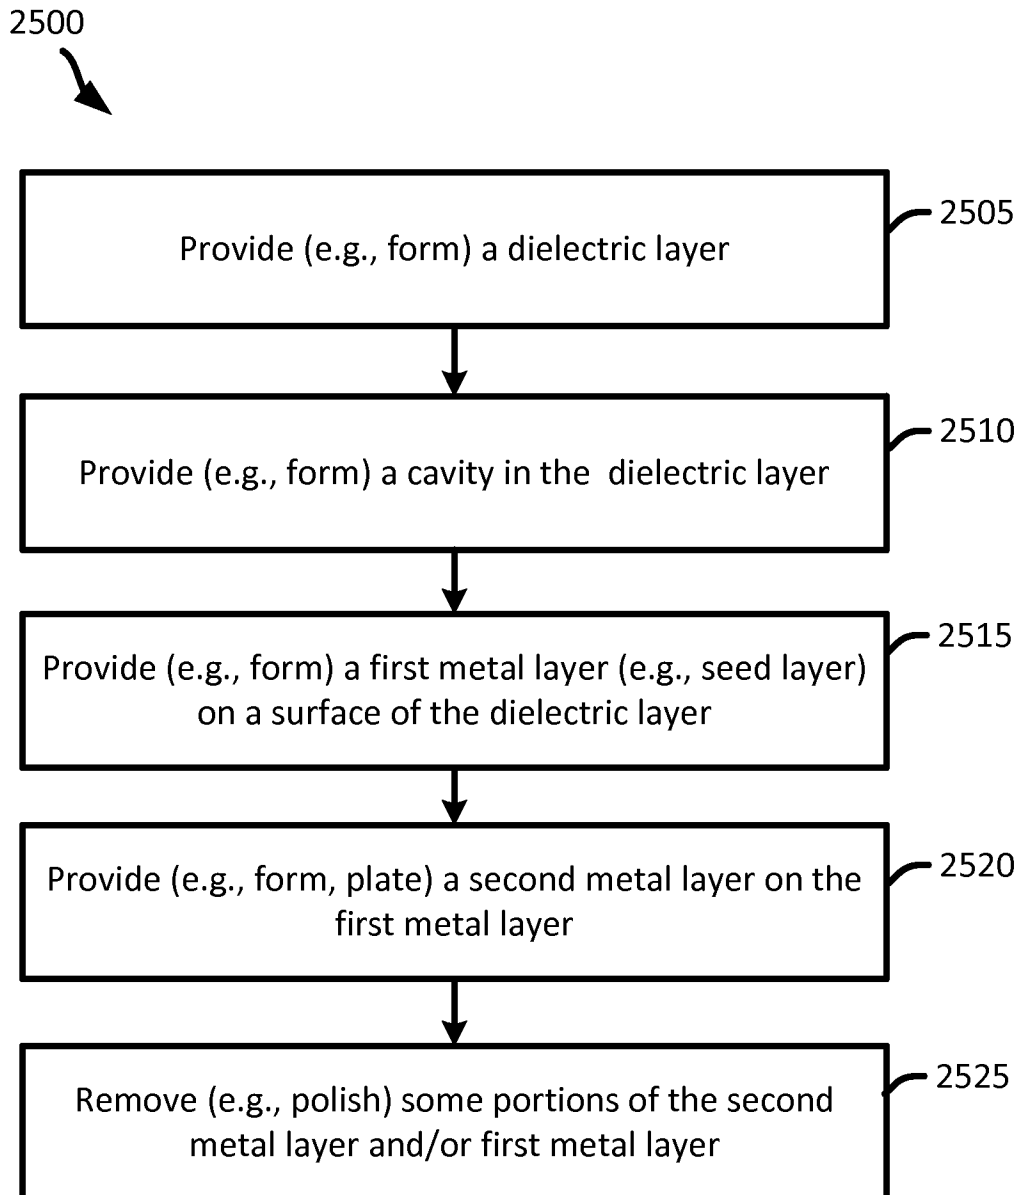 2500
Provide (e.g., form) a dielectric layer
2505
Provide (e.g., form) a cavity in the  dielectric layer
2510
Provide (e.g., form) a first metal layer (e.g., seed layer)
on a surface of the dielectric layer
2515
Provide (e.g., form, plate) a second metal layer on the
first metal layer
2520
Remove (e.g., polish) some portions of the second
metal layer and/or first metal layer
2525